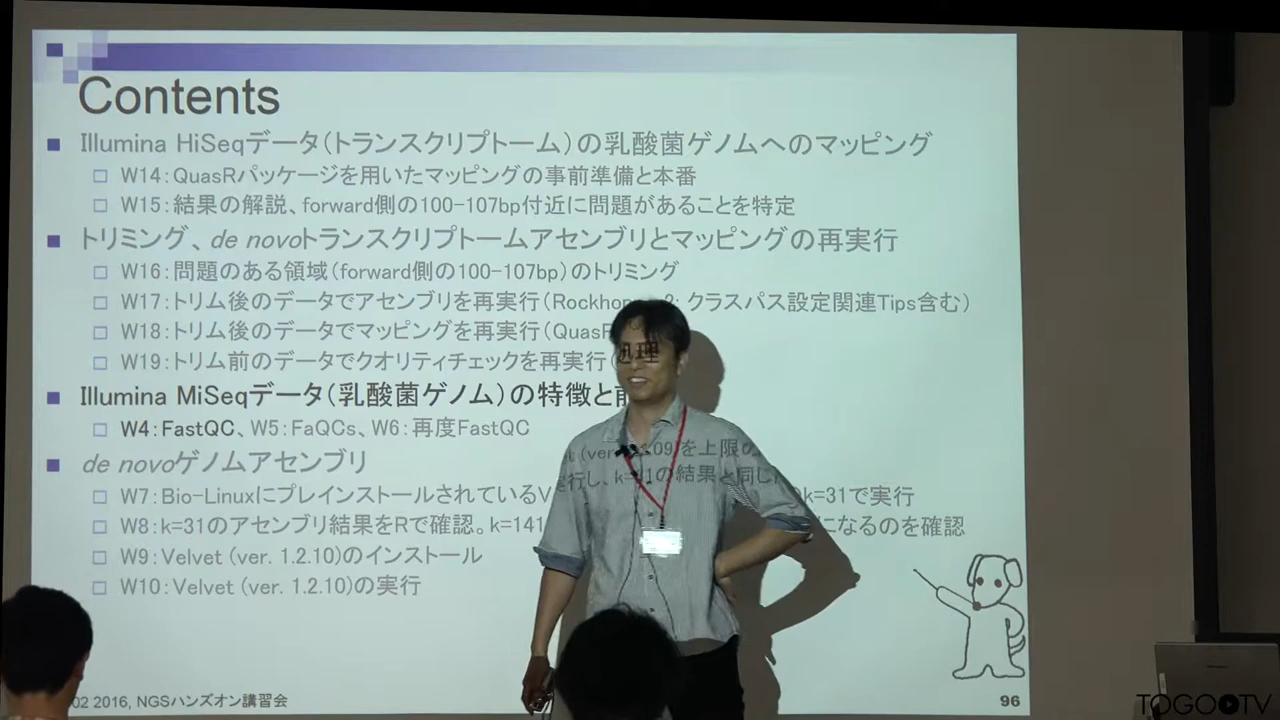 Contents
Illumina HiSeqデータ(トランスクリプトーム)の乳酸菌ゲノムへのマッピング
W14:QuasRパッケージを用いたマッピングの事前準備と本番
W15:結果の解説、forward側の100-107bp付近に問題があることを特定
トリミング、de novoトランスクリプトームアセンブリとマッピングの再実行
W16:問題のある領域(forward側の100-107bp)のトリミング
W17:トリム後のデータでアセンブリを再実行(Rockhop 2; クラスパス設定関連Tips含む)
W18:トリム後のデータでマッピングを再実行(Quas
W19:トリム前のデータでクオリティチェックを再実行(
Illumina MiSeqデータ(乳酸菌ゲノム)の特徴と前処理
W4:FastQC、W5:FaQCs、W6:再度FastQC
de novoゲノムアセンブリ
W7:Bio-Linuxにプレインストールされている (ver 09)を上限の k=31で実行
W8:k=31のアセンブリ結果をRで確認。k=141 実行し、k= 1の結果と同じ になるのを確認
W9:Velvet (ver. 1.2.10)のインストール
W10:Velvet (ver. 1.2.10)の実行
02 2016, NGSハンズオン講習会
96
TOGOTV